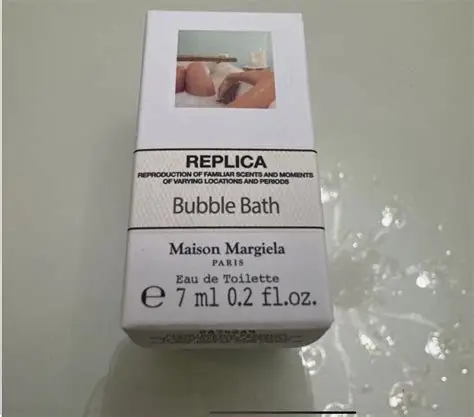 REPLICA
REPRODUCTION OF FAMILIAR SCENTS AND MOMENTS
OF VARYING LOCATIONS AND PERIODS
Bubble Bath
Maison Margiela
PARIS
Eau de Toilette
℮ 7 ml 0.2 fl.oz.